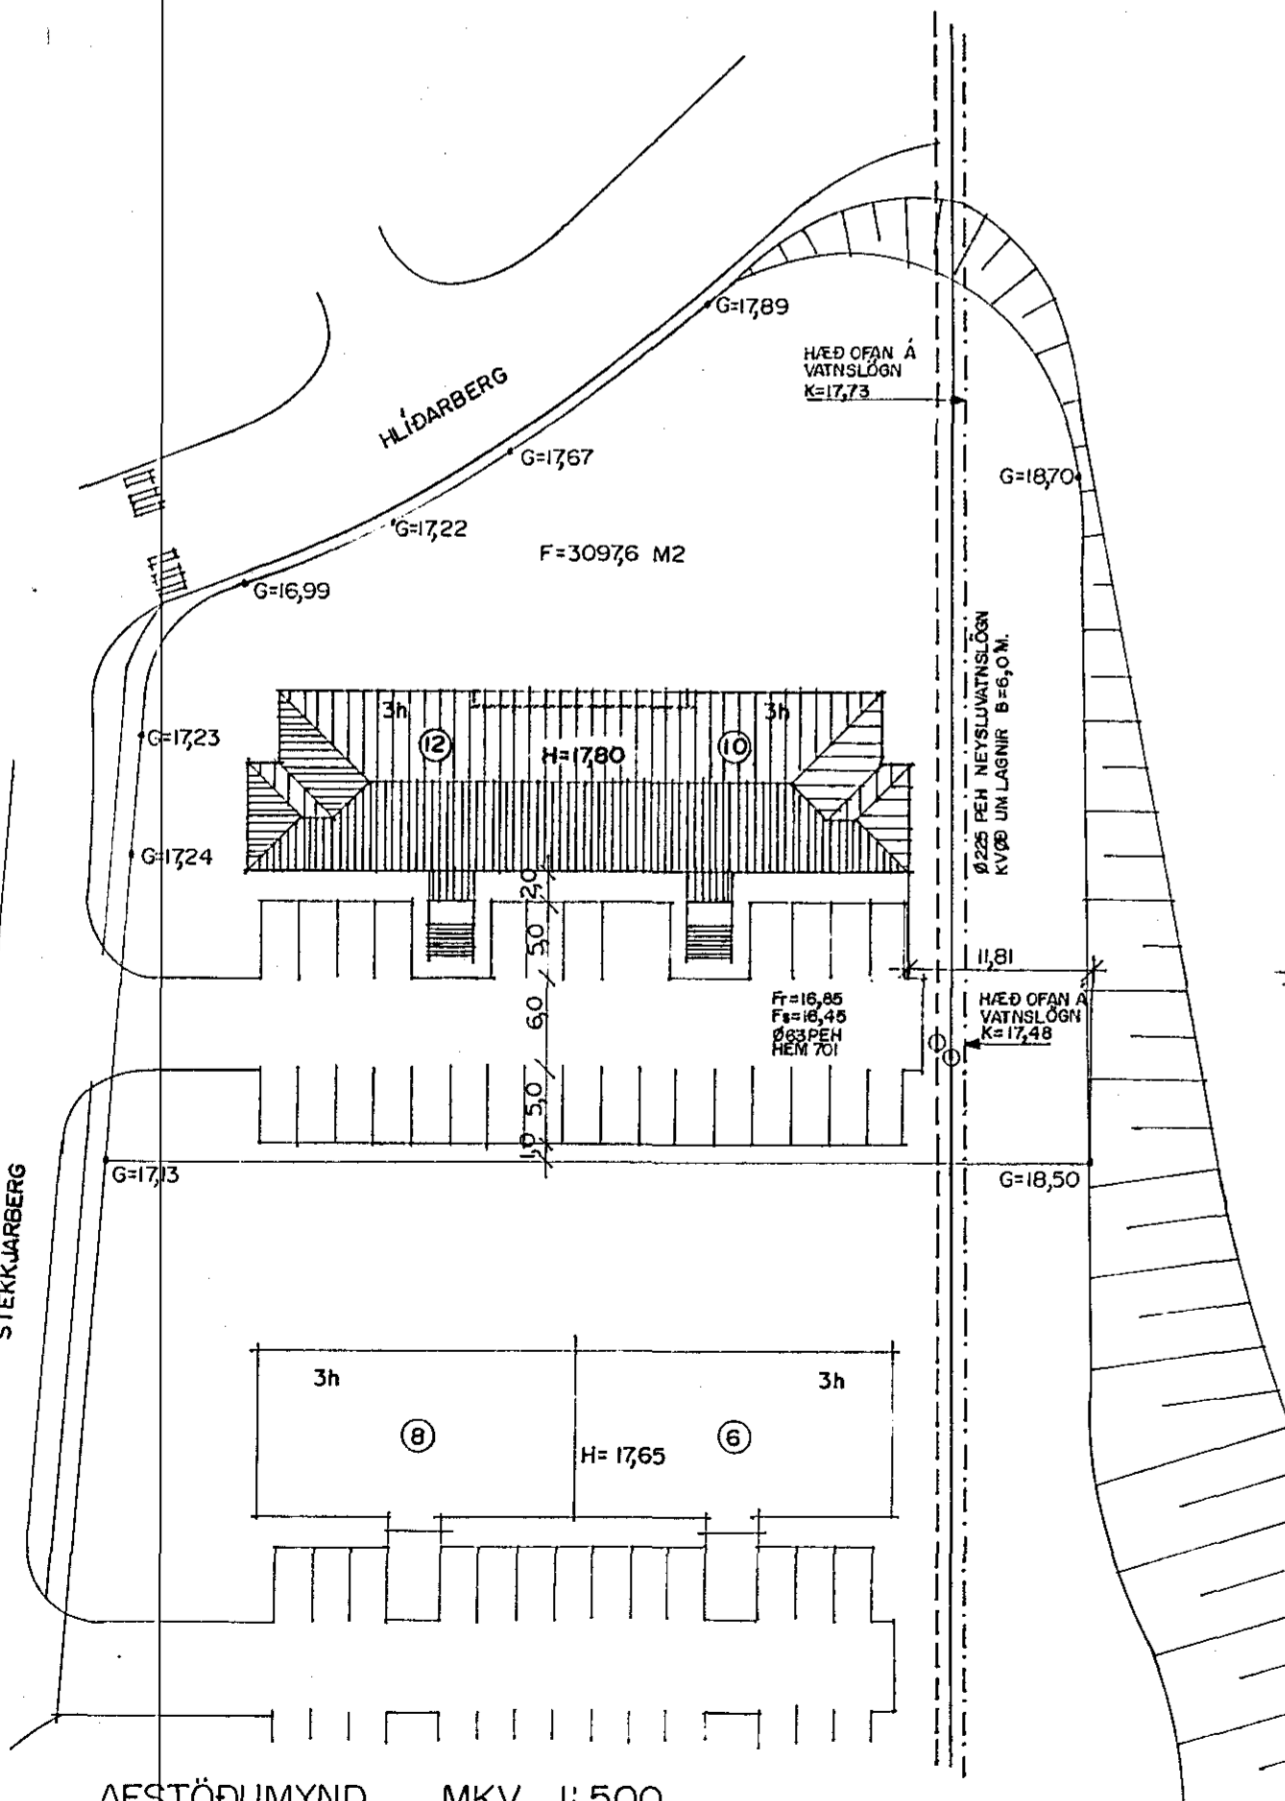 G=17,89
HÆÐ OFAN Á
VATNSLÖGN
K=17,73
HLÍÐARBERG
G=17,67
G=18,70
G=17,22
F=3097,6 M2
G=16,99
Ø225 PEH NEYSLUVATNSLÖGN
KVÖÐ UM LAGNIR B=6,0 M.
3h
3h
12
H=17,80
10
G=17,23
G=17,24
2,0
5,0
11,81
6,0
Fr=16,85
Fs=16,45
Ø63 PEH
HEM 701
HÆÐ OFAN Á
VATNSLÖGN
K=17,48
5,0
1,0
G=17,13
G=18,50
STEKKJARBERG
3h
3h
8
6
H= 17,65
AFSTÖÐUMYND MKV 1:500